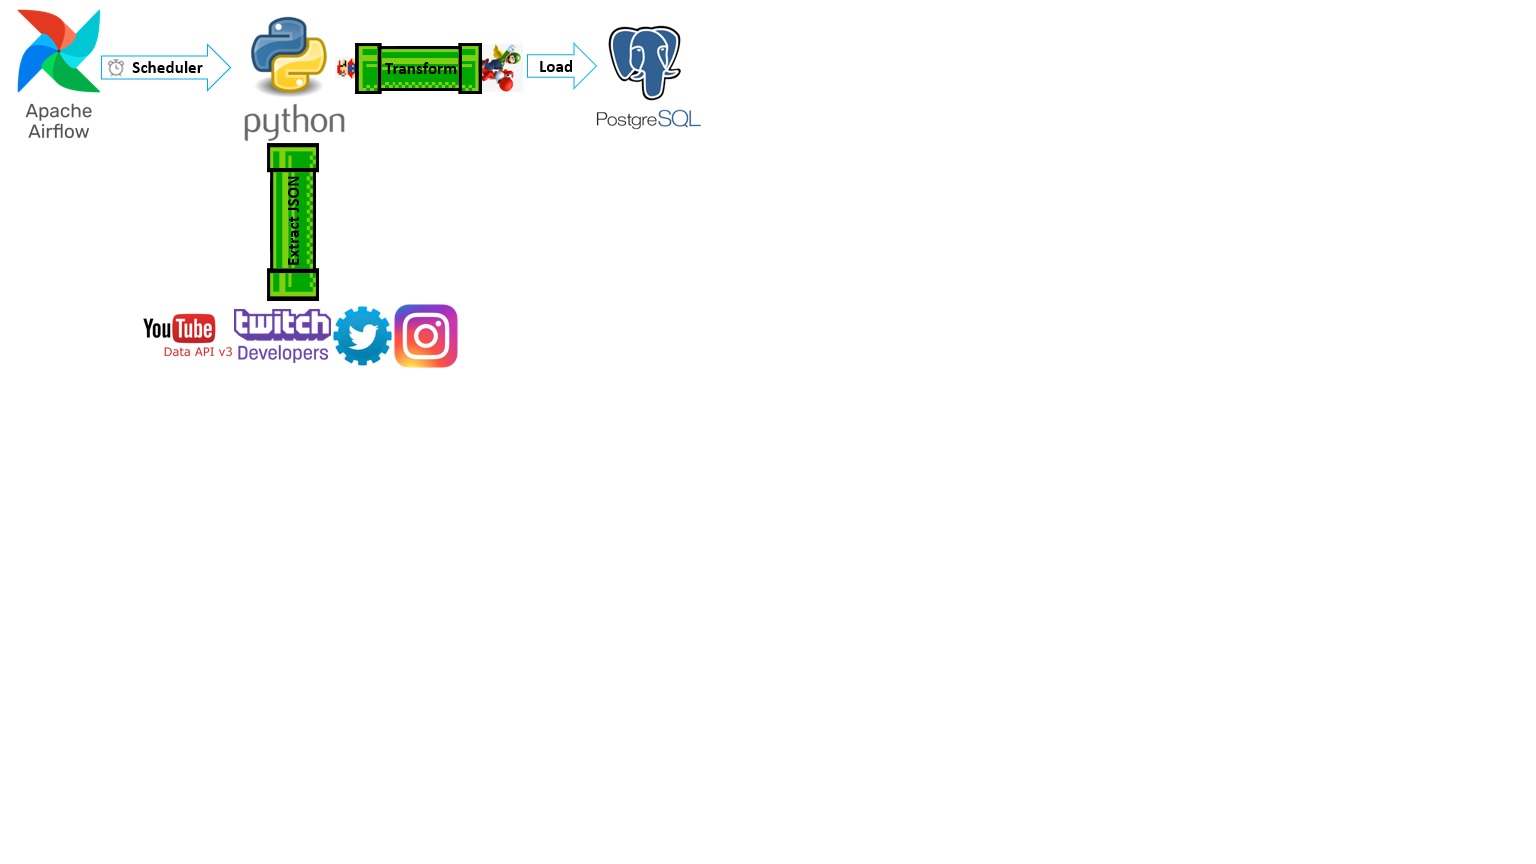 Apache
Airflow
Scheduler
python
Transform
Load
PostgreSQL
Extract JSON
YouTube
Data API v3
twitch
Developers